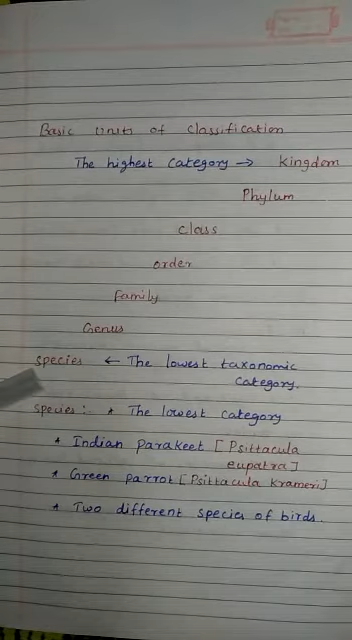 Basic units of classification
The highest category → kingdom
Phylum
class
order
family
Genus
species ← The lowest taxonomic
category.
species: * The lowest category
* Indian parakeet [Psittacula
eupatra]
* Green parrot [Psittacula krameri]
* Two different species of birds.